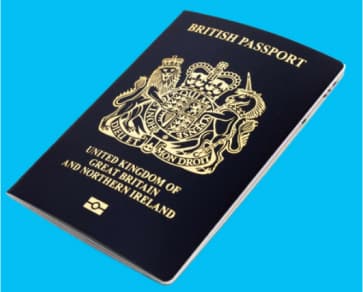 BRITISH PASSPORT
DIEU ET MON DROIT
UNITED KINGDOM OF
GREAT BRITAIN
AND NORTHERN IRELAND